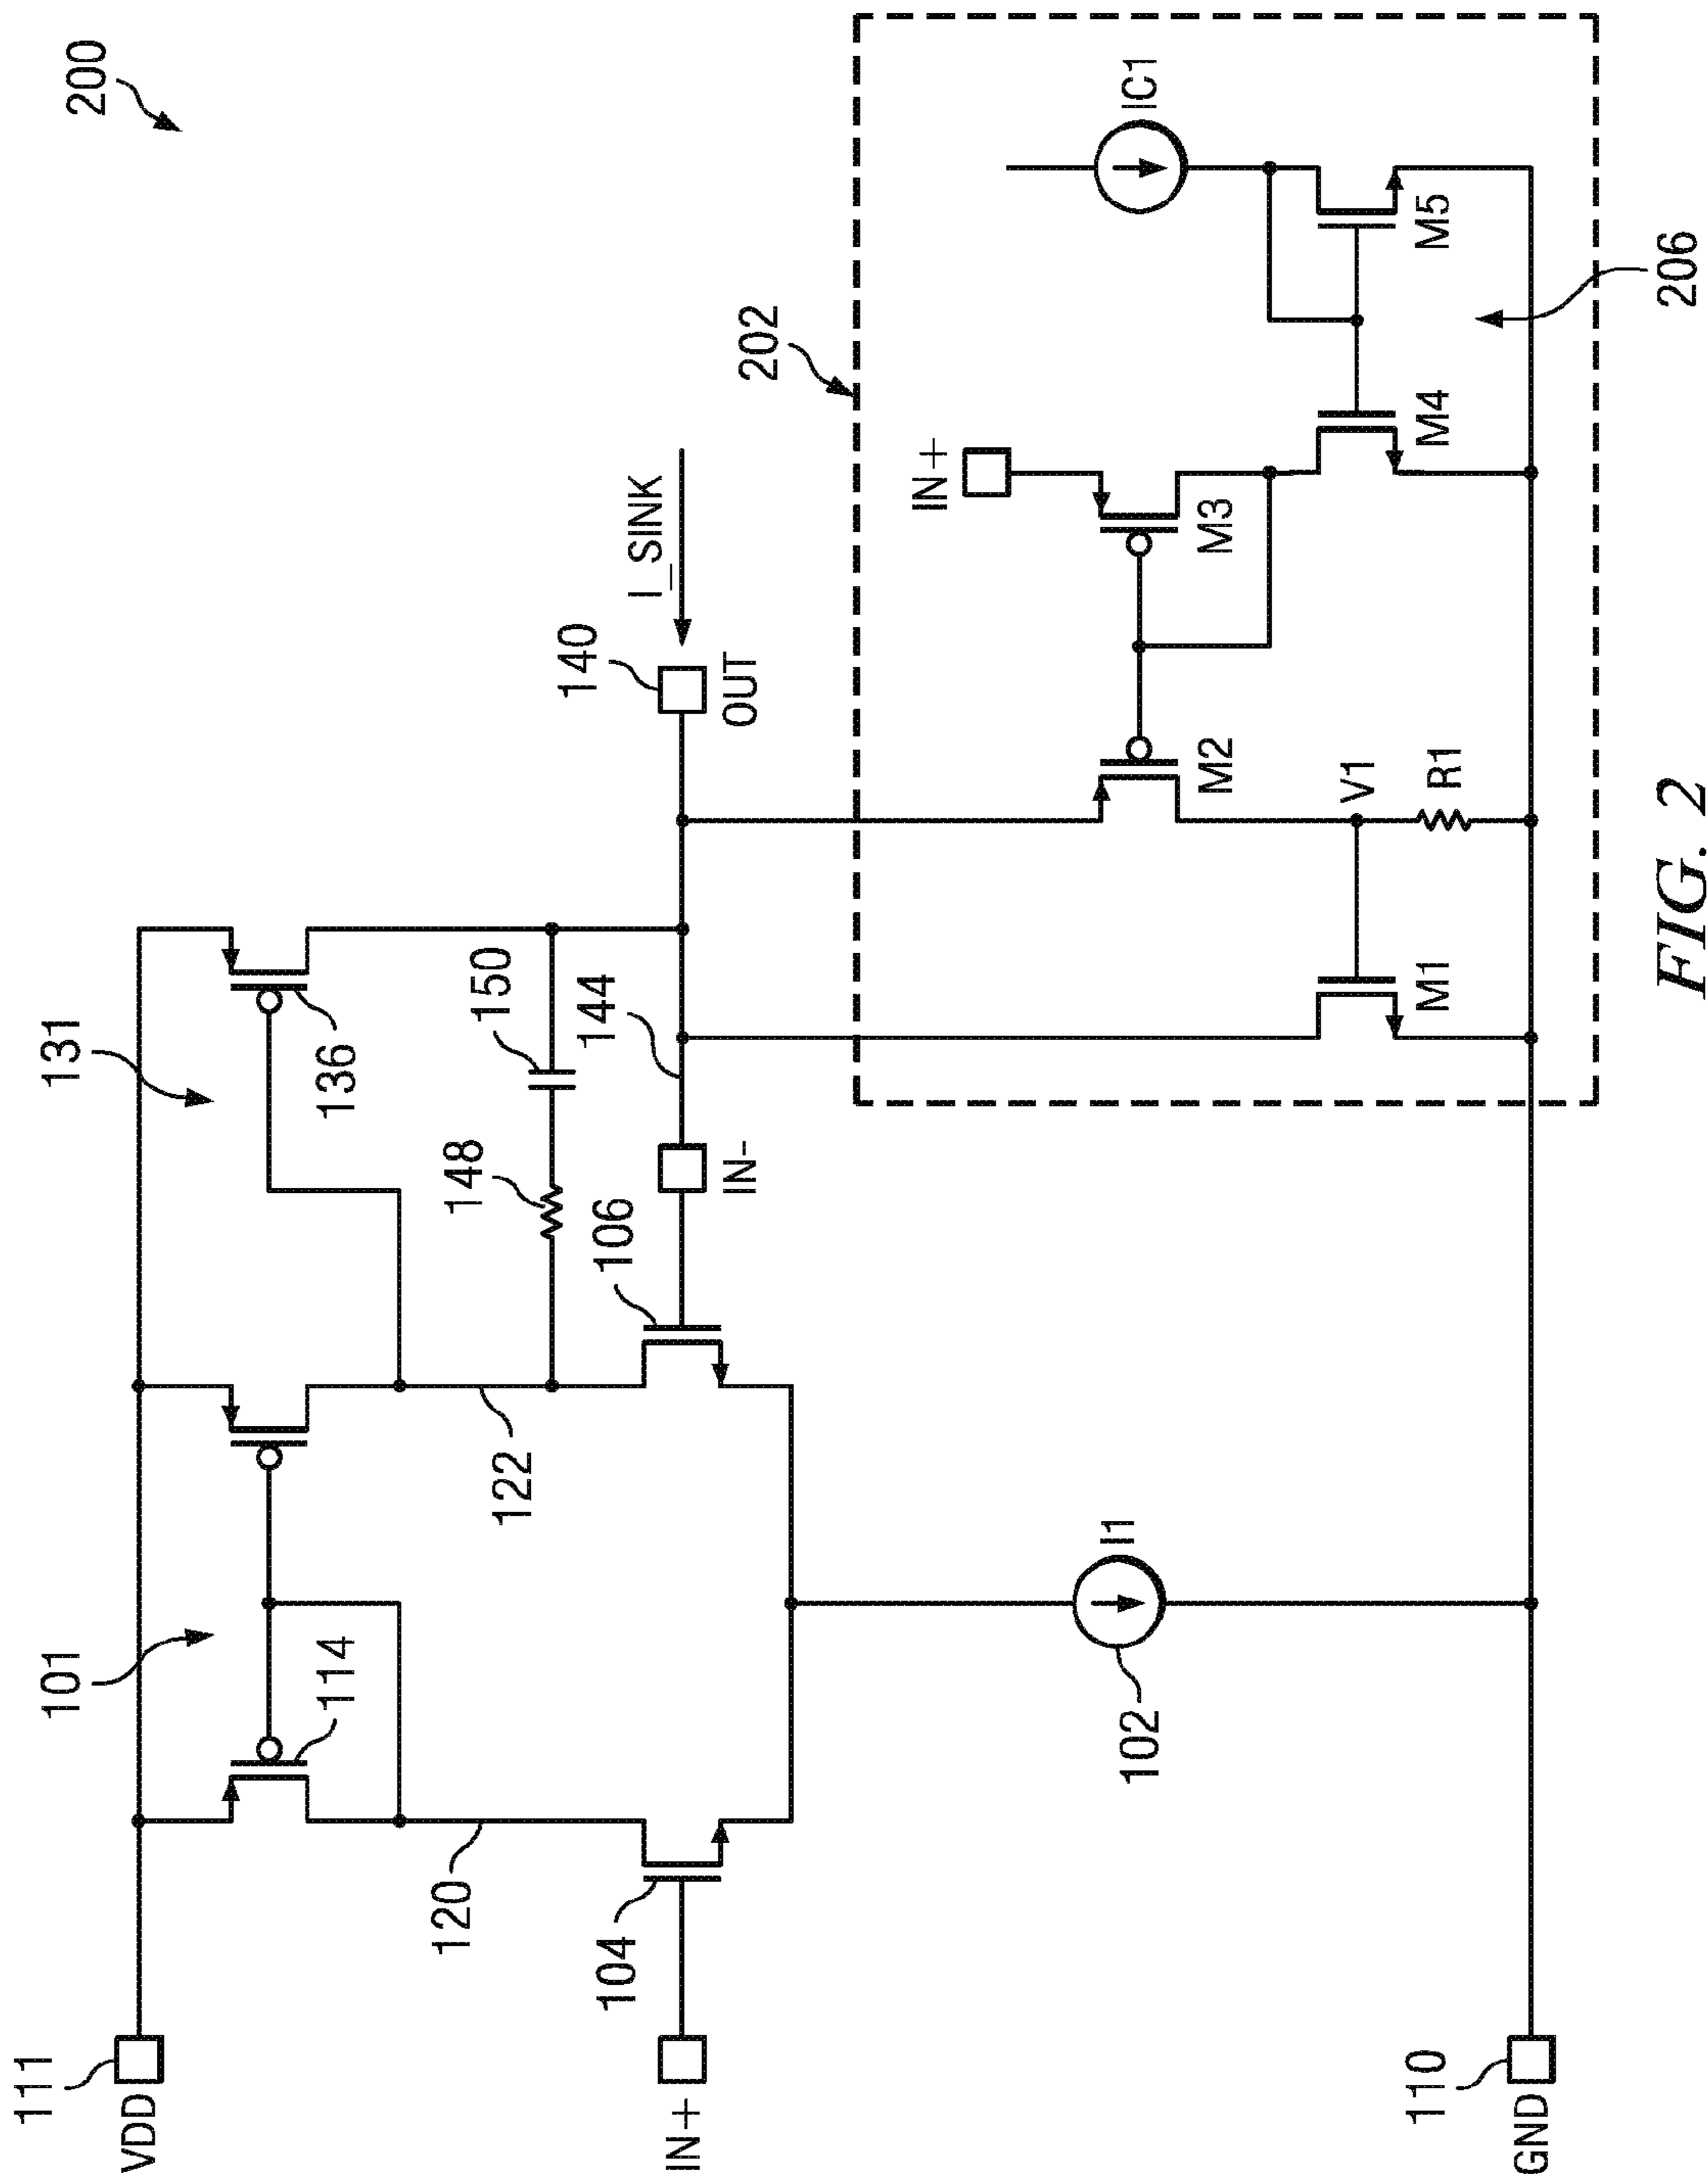 200
111
VDD
101
131
114
136
120
122
148
150
144
140
I_SINK
OUT
104
106
IN+
IN-
202
IN+
IC1
102
I1
M2
M3
V1
R1
M1
M4
M5
206
110
GND
FIG. 2